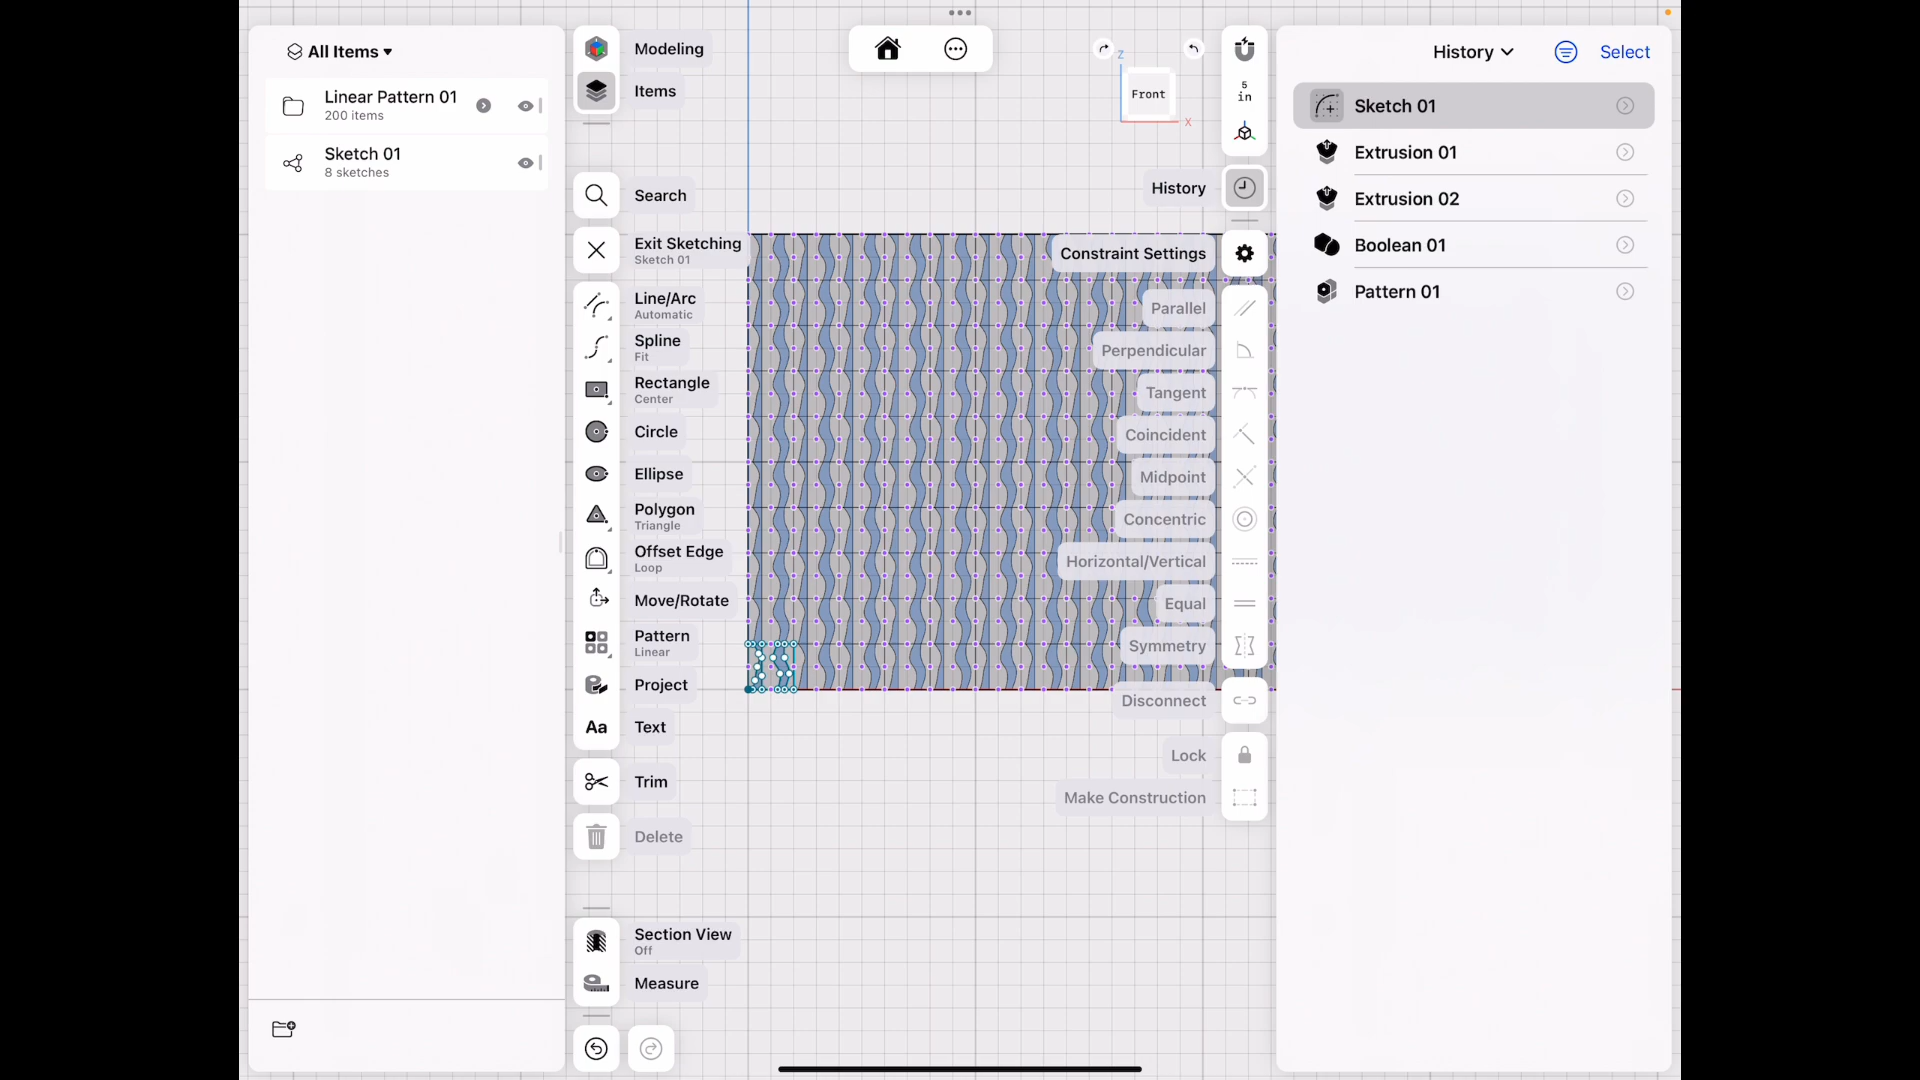 All Items
Linear Pattern 01
200 items
Sketch 01
8 sketches
Modeling
Items
Search
Exit Sketching
Sketch 01
Line/Arc
Automatic
Spline
Fit
Rectangle
Center
Circle
Ellipse
Polygon
Triangle
Offset Edge
Loop
Move/Rotate
Pattern
Linear
Project
Aa
Text
Trim
Delete
Section View
Off
Measure
Z
Front
X
5
in
History
Constraint Settings
Parallel
Perpendicular
Tangent
Coincident
Midpoint
Concentric
Horizontal/Vertical
Equal
Symmetry
Disconnect
Lock
Make Construction
History
Select
Sketch 01
Extrusion 01
Extrusion 02
Boolean 01
Pattern 01